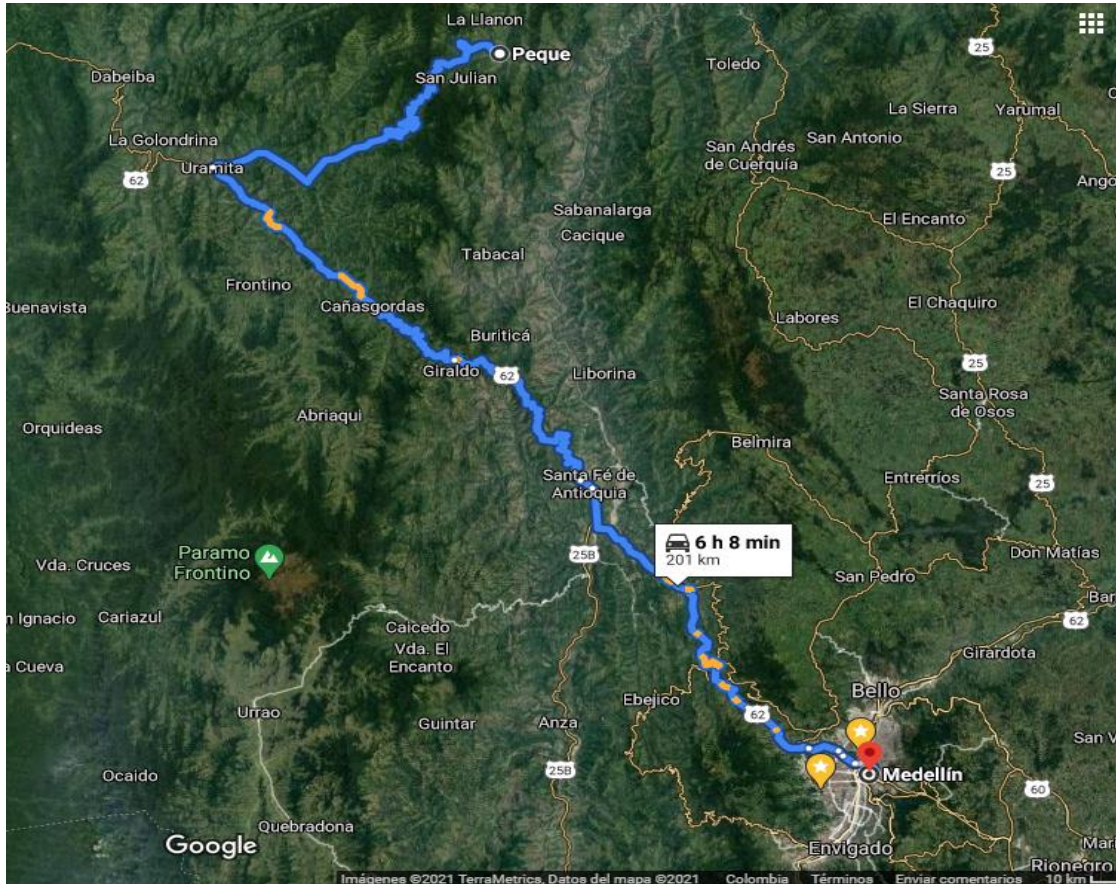 La Llanon
25
Peque
Dabeiba
San Julian
Toledo
La Sierra
Yarumal
La Golondrina
San Antonio
San Andrés
de Cuerquía
Uramita
62
25
Ango
Sabanalarga
El Encanto
Cacique
Tabacal
Frontino
Buenavista
Cañasgordas
El Chaquiro
Labores
Buriticá
Giraldo
62
Liborina
25
Santa Rosa
de Osos
Abriaqui
Orquideas
Belmira
Entrerríos
Santa Fé de
Antioquia
25
6 h 8 min
201 km
25B
Don Matías
Paramo
Frontino
Vda. Cruces
San Pedro
Bar
n Ignacio
Cariazul
62
Caicedo
Vda. El
Encanto
Girardota
a Cueva
Bello
Ebejico
Urrao
Guintar
Anza
62
San V
25B
Ocaido
Medellín
60
Quebradona
Google
Envigado
Mari
Rionegro
Imágenes ©2021 TerraMetrics, Datos del mapa ©2021 Colombia Términos Enviar comentarios 10 km